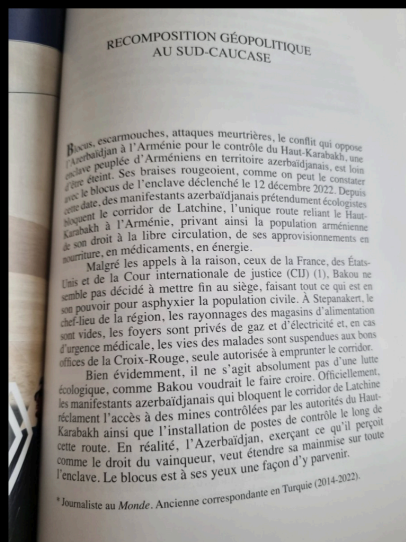 RECOMPOSITION GÉOPOLITIQUE
AU SUD-CAUCASE
Blocus, escarmouches, attaques meurtrières, le conflit qui oppose
l'Azerbaïdjan à l'Arménie pour le contrôle du Haut-Karabakh, une
enclave peuplée d'Arméniens en territoire azerbaïdjanais, est loin
d'être éteint. Ses braises rougeoient, comme on peut le constater
avec le blocus de l'enclave déclenché le 12 décembre 2022. Depuis
cette date, des manifestants azerbaïdjanais prétendument écologistes
bloquent le corridor de Latchine, l'unique route reliant le Haut-
Karabakh à l'Arménie, privant ainsi la population arménienne
de son droit à la libre circulation, de ses approvisionnements en
nourriture, en médicaments, en énergie.
Malgré les appels à la raison, ceux de la France, des États-
Unis et de la Cour internationale de justice (CIJ) (1), Bakou ne
semble pas décidé à mettre fin au siège, faisant tout ce qui est en
son pouvoir pour asphyxier la population civile. À Stepanakert, le
chef-lieu de la région, les rayonnages des magasins d'alimentation
sont vides, les foyers sont privés de gaz et d'électricité et, en cas
d'urgence médicale, les vies des malades sont suspendues aux bons
offices de la Croix-Rouge, seule autorisée à emprunter le corridor.
Bien évidemment, il ne s'agit absolument pas d'une lutte
écologique, comme Bakou voudrait le faire croire. Officiellement,
les manifestants azerbaïdjanais qui bloquent le corridor de Latchine
réclament l'accès à des mines contrôlées par les autorités du Haut-
Karabakh ainsi que l'installation de postes de contrôle le long de
cette route. En réalité, l'Azerbaïdjan, exerçant ce qu'il perçoit
comme le droit du vainqueur, veut étendre sa mainmise sur toute
l'enclave. Le blocus est à ses yeux une façon d'y parvenir.
* Journaliste au Monde. Ancienne correspondante en Turquie (2014-2022).